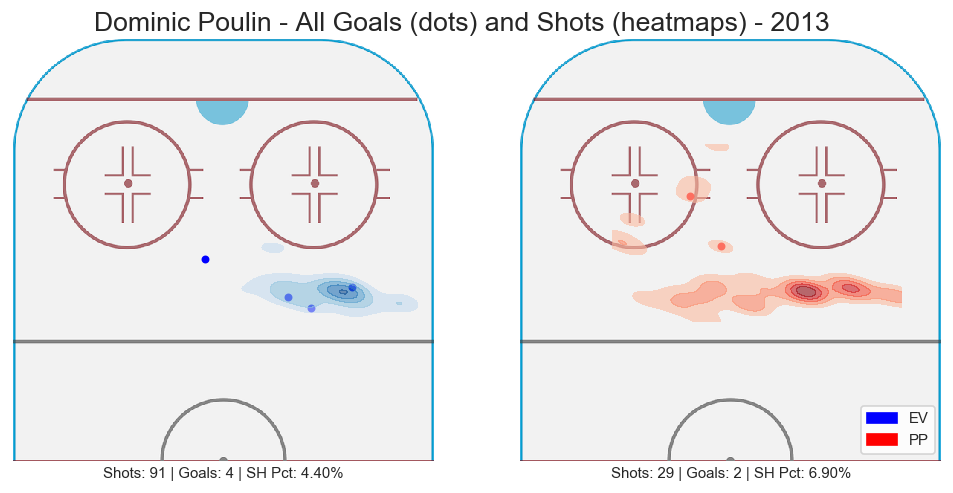 Dominic Poulin - All Goals (dots) and Shots (heatmaps) - 2013
EV
PP
Shots: 91 | Goals: 4 | SH Pct: 4.40%
Shots: 29 | Goals: 2 | SH Pct: 6.90%